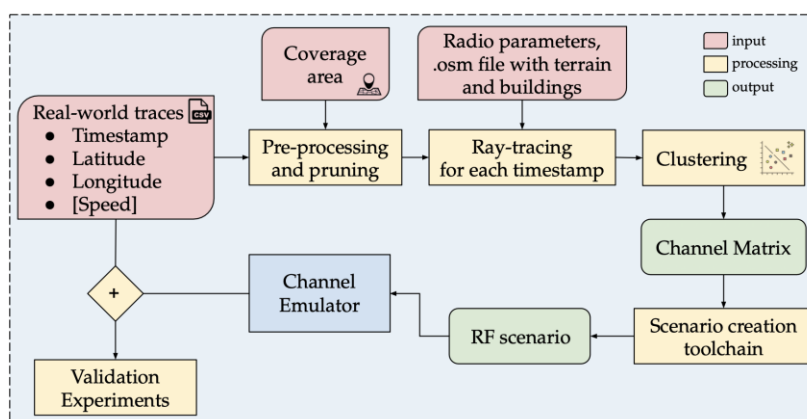 Coverage
area
Radio parameters,
.osm file with terrain
and buildings
input
processing
output
Real-world traces
CSV
● Timestamp
● Latitude
● Longitude
● [Speed]
Pre-processing
and pruning
Ray-tracing
for each timestamp
Clustering
Channel Matrix
Channel
Emulator
RF scenario
Scenario creation
toolchain
+
Validation
Experiments